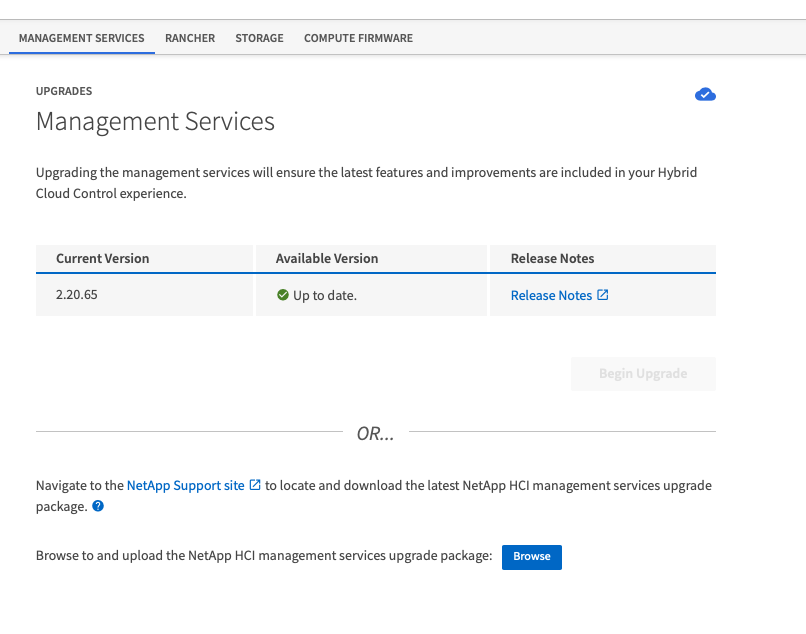 MANAGEMENT SERVICES RANCHER STORAGE COMPUTE FIRMWARE
UPGRADES
Management Services
Upgrading the management services will ensure the latest features and improvements are included in your Hybrid
Cloud Control experience.
Current Version Available Version Release Notes
2.20.65 Up to date. Release Notes
Begin Upgrade
OR...
Navigate to the NetApp Support site to locate and download the latest NetApp HCI management services upgrade
package. ?
Browse to and upload the NetApp HCI management services upgrade package: Browse